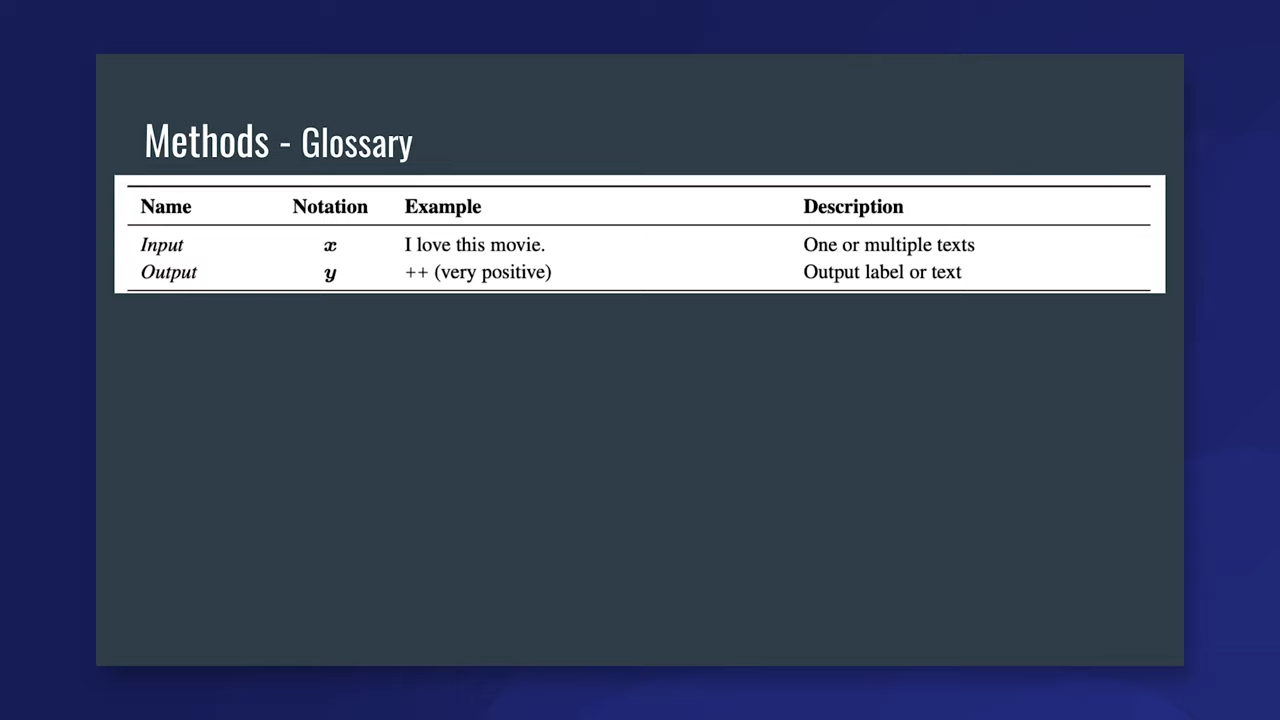 Methods - Glossary
Name Notation Example Description
Input x I love this movie. One or multiple texts
Output y ++ (very positive) Output label or text